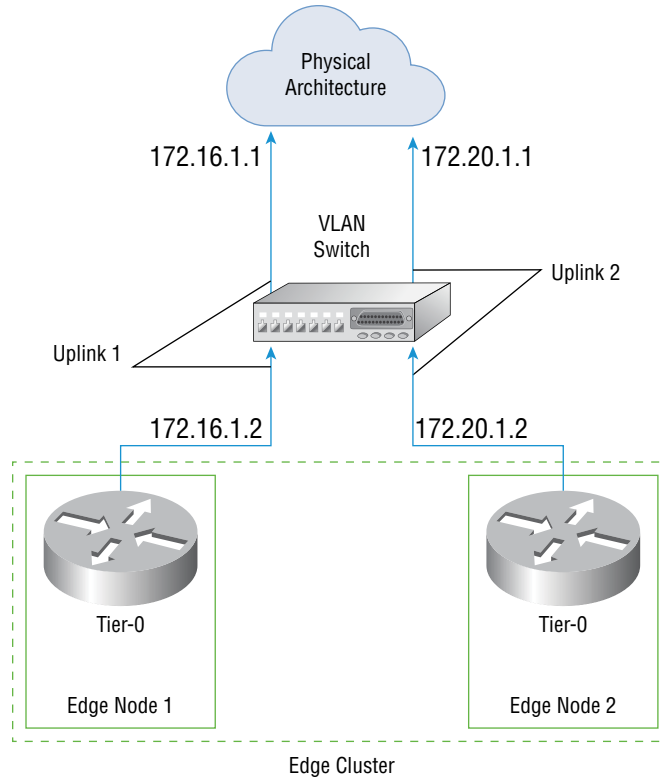 Physical
Architecture
172.16.1.1
172.20.1.1
VLAN
Switch
Uplink 2
Uplink 1
172.16.1.2
172.20.1.2
Tier-0
Tier-0
Edge Node 1
Edge Node 2
Edge Cluster